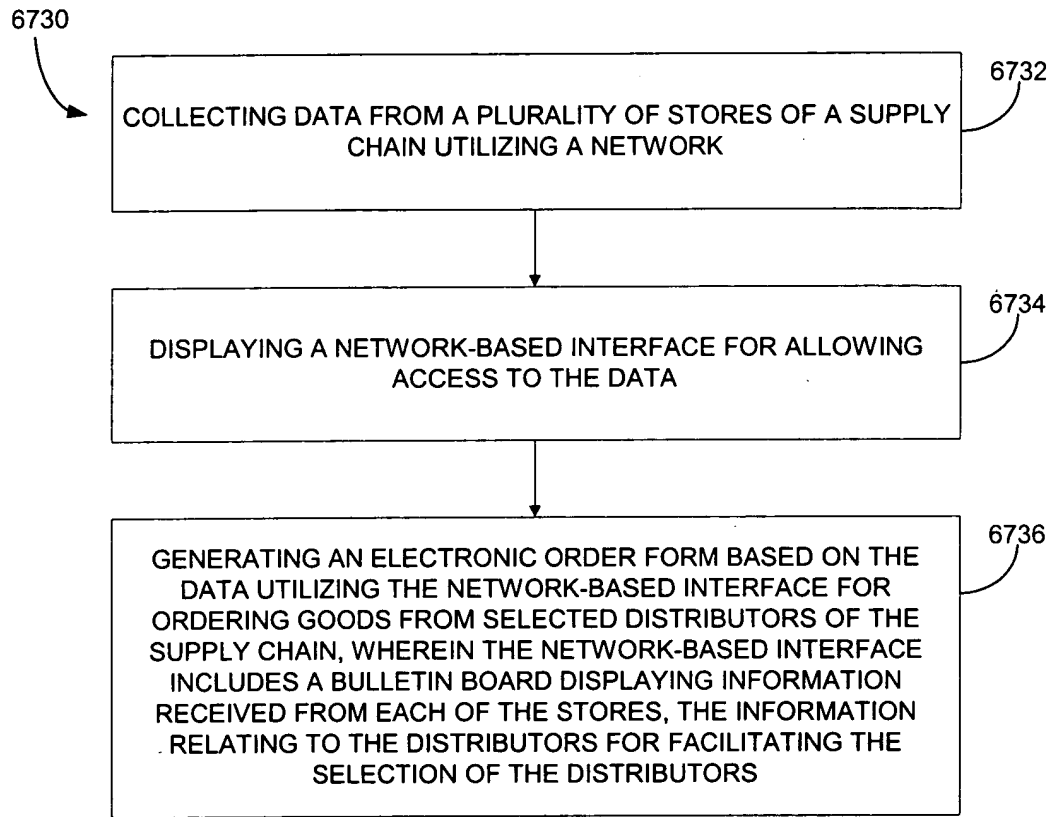 6730
6732
COLLECTING DATA FROM A PLURALITY OF STORES OF A SUPPLY
CHAIN UTILIZING A NETWORK
6734
DISPLAYING A NETWORK-BASED INTERFACE FOR ALLOWING
ACCESS TO THE DATA
6736
GENERATING AN ELECTRONIC ORDER FORM BASED ON THE
DATA UTILIZING THE NETWORK-BASED INTERFACE FOR
ORDERING GOODS FROM SELECTED DISTRIBUTORS OF THE
SUPPLY CHAIN, WHEREIN THE NETWORK-BASED INTERFACE
INCLUDES A BULLETIN BOARD DISPLAYING INFORMATION
RECEIVED FROM EACH OF THE STORES, THE INFORMATION
RELATING TO THE DISTRIBUTORS FOR FACILITATING THE
SELECTION OF THE DISTRIBUTORS